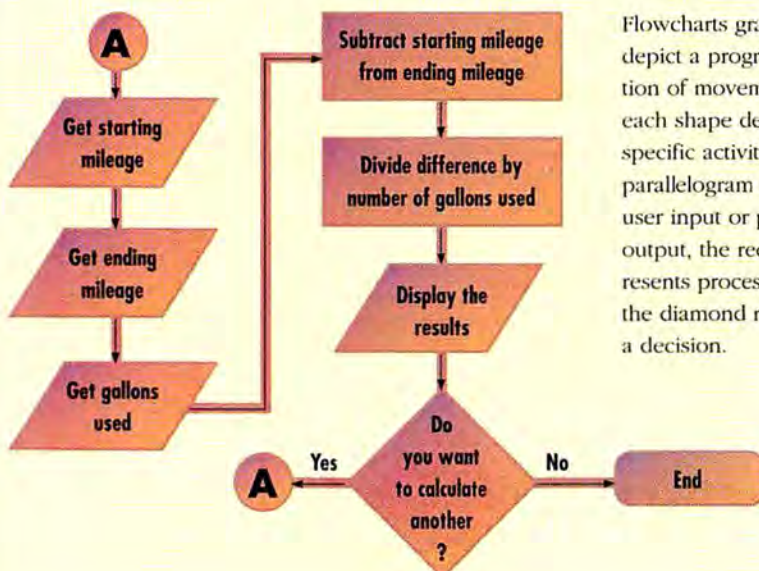 A
Get starting
mileage
Get ending
mileage
Get gallons
used
Subtract starting mileage
from ending mileage
Divide difference by
number of gallons used
Display the
results
Do
you want
to calculate
another
?
Yes
A
No
End
Flowcharts gra
depict a progr
tion of movem
each shape de
specific activit
parallelogram
user input or p
output, the rec
resents proces
the diamond r
a decision.